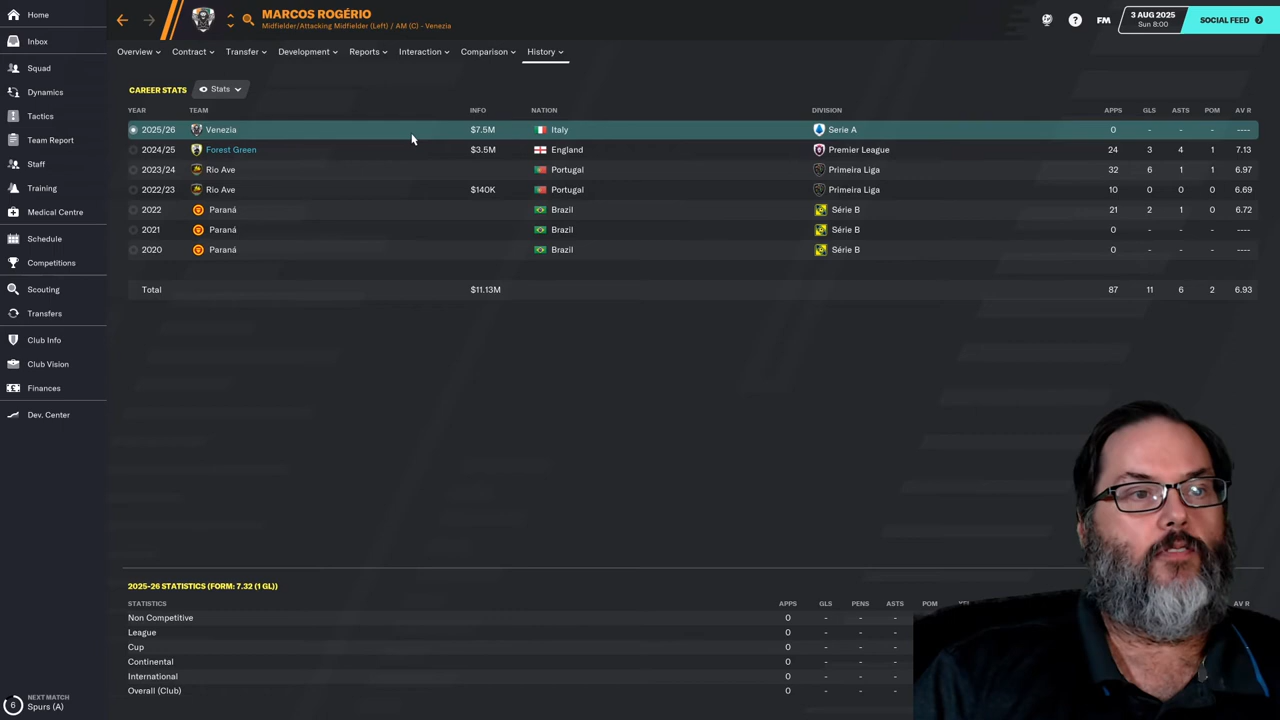 Home
Inbox
Squad
Dynamics
Tactics
Team Report
Staff
Training
Medical Centre
Schedule
Competitions
Scouting
Transfers
Club Info
Club Vision
Finances
Dev. Center
NEXT MATCH
6 Spurs (A)
MARCOS ROGÉRIO
Midfielder/Attacking Midfielder (Left) / AM (C) - Venezia
? FM 3 AUG 2025 SOCIAL FEED
Sun 8:00
Overview Contract Transfer Development Reports Interaction Comparison History
CAREER STATS Stats
YEAR TEAM INFO NATION DIVISION APPS GLS ASTS POM AV R
2025/26 Venezia $7.5M Italy Serie A 0 - - - ----
2024/25 Forest Green $3.5M England Premier League 24 3 4 1 7.13
2023/24 Rio Ave Portugal Primeira Liga 32 6 1 1 6.97
2022/23 Rio Ave $140K Portugal Primeira Liga 10 0 0 0 6.69
2022 Paraná Brazil Série B 21 2 1 0 6.72
2021 Paraná Brazil Série B 0 - - - ----
2020 Paraná Brazil Série B 0 - - - ----
Total $11.13M 87 11 6 2 6.93
2025-26 STATISTICS (FORM: 7.32 (1 GL))
STATISTICS APPS GLS PENS ASTS POM AV R
Non Competitive 0 - - -
League 0 - - -
Cup 0 - - -
Continental 0 - - -
International 0 - - -
Overall (Club) 0 - - -